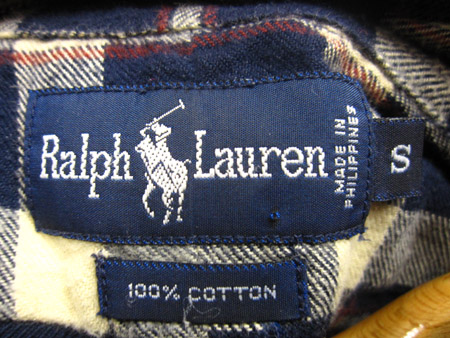 Ralph Lauren
MADE IN
PHILIPPINES
S
100% COTTON